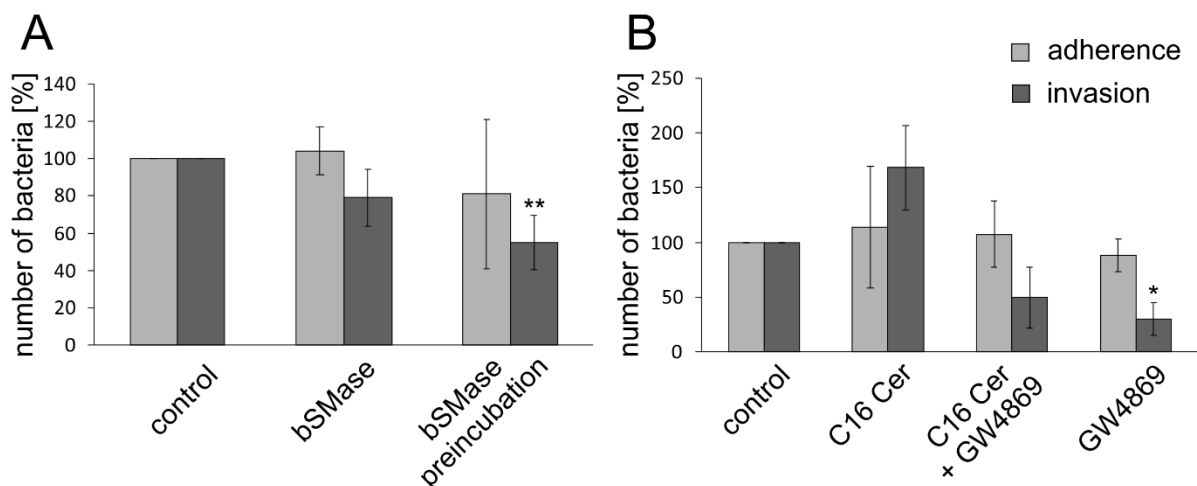 A
number of bacteria [%]
140
120
100
80
60
40
20
0
**
control
bSMase
bSMase
preincubation
B
adherence
invasion
number of bacteria [%]
250
200
150
100
50
0
*
control
C16 Cer
C16 Cer
+ GW4869
GW4869